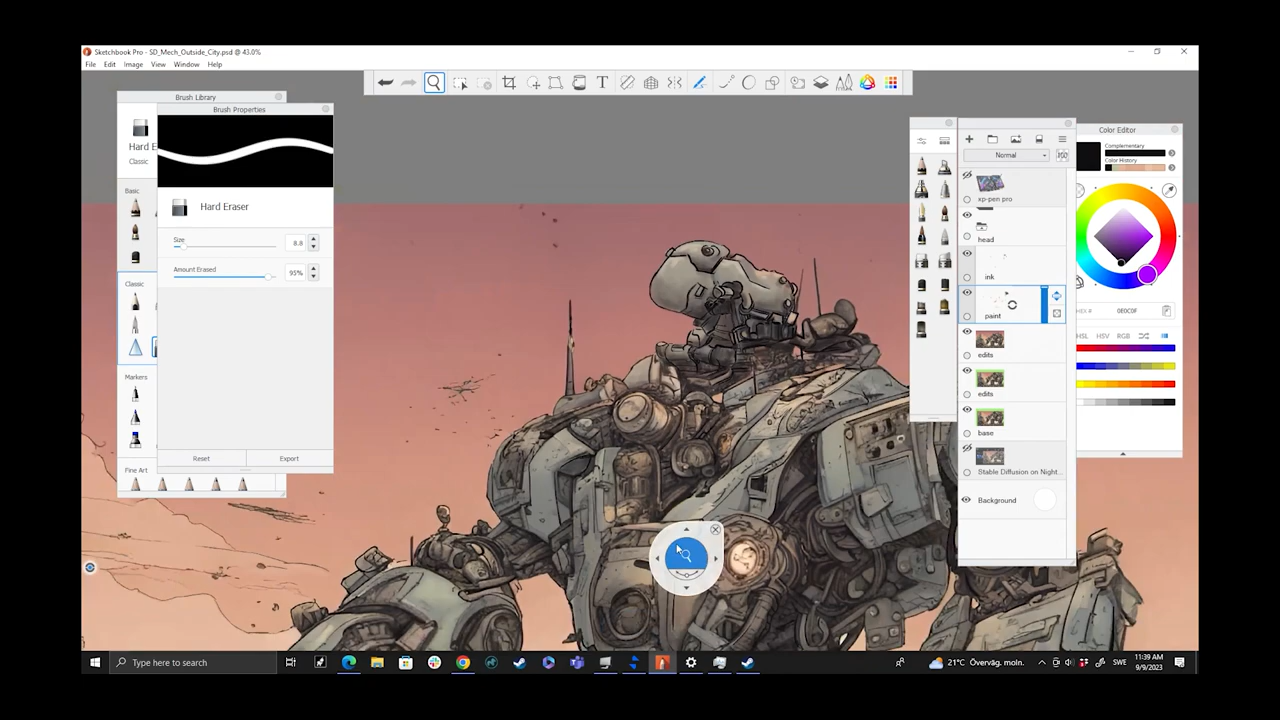 Sketchbook Pro - SD_Mech_Outside_City.psd @ 43.0%
File Edit Image View Window Help
Brush Library
Brush Properties
Hard E
Classic
Hard Eraser
Basic
Size
8.8
Amount Erased
95%
Classic
Markers
Reset
Export
Fine Art
Normal
xp-pen pro
head
ink
paint
edits
edits
base
Stable Diffusion on Night...
Background
Color Editor
Complementary
Color History
HEX #
0E0C0F
HSL HSV RGB
Type here to search
21°C Överväg. moln.
SWE
11:39 AM
9/9/2023